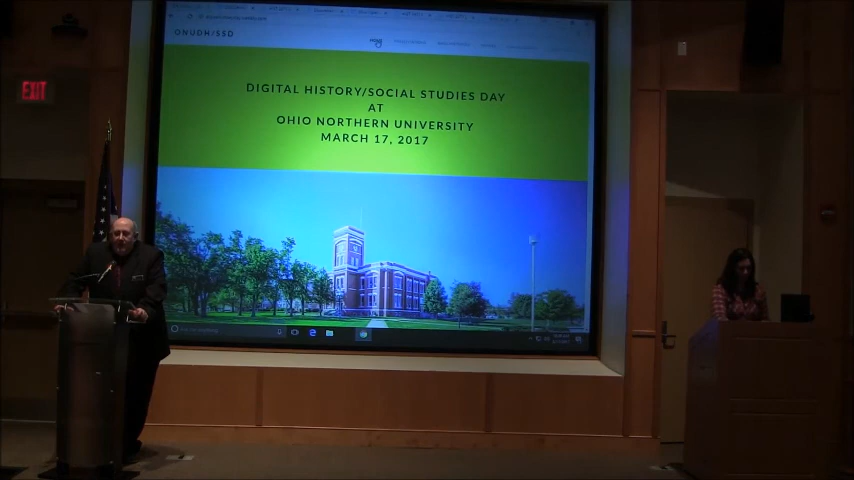 ONUDH/SSD
EXIT
DIGITAL HISTORY/SOCIAL STUDIES DAY
AT
OHIO NORTHERN UNIVERSITY
MARCH 17, 2017